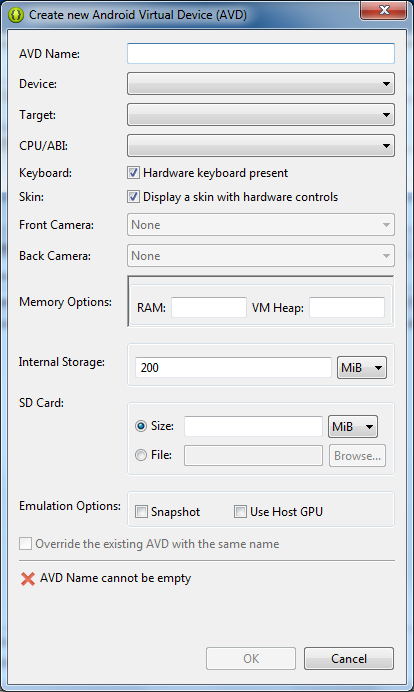 Create new Android Virtual Device (AVD)
AVD Name:
Device:
Target:
CPU/ABI:
Keyboard: Hardware keyboard present
Skin: Display a skin with hardware controls
Front Camera: None
Back Camera: None
Memory Options: RAM: VM Heap:
Internal Storage: 200 MiB
SD Card:
Size: MiB
File: Browse...
Emulation Options: Snapshot Use Host GPU
Override the existing AVD with the same name
AVD Name cannot be empty
OK Cancel